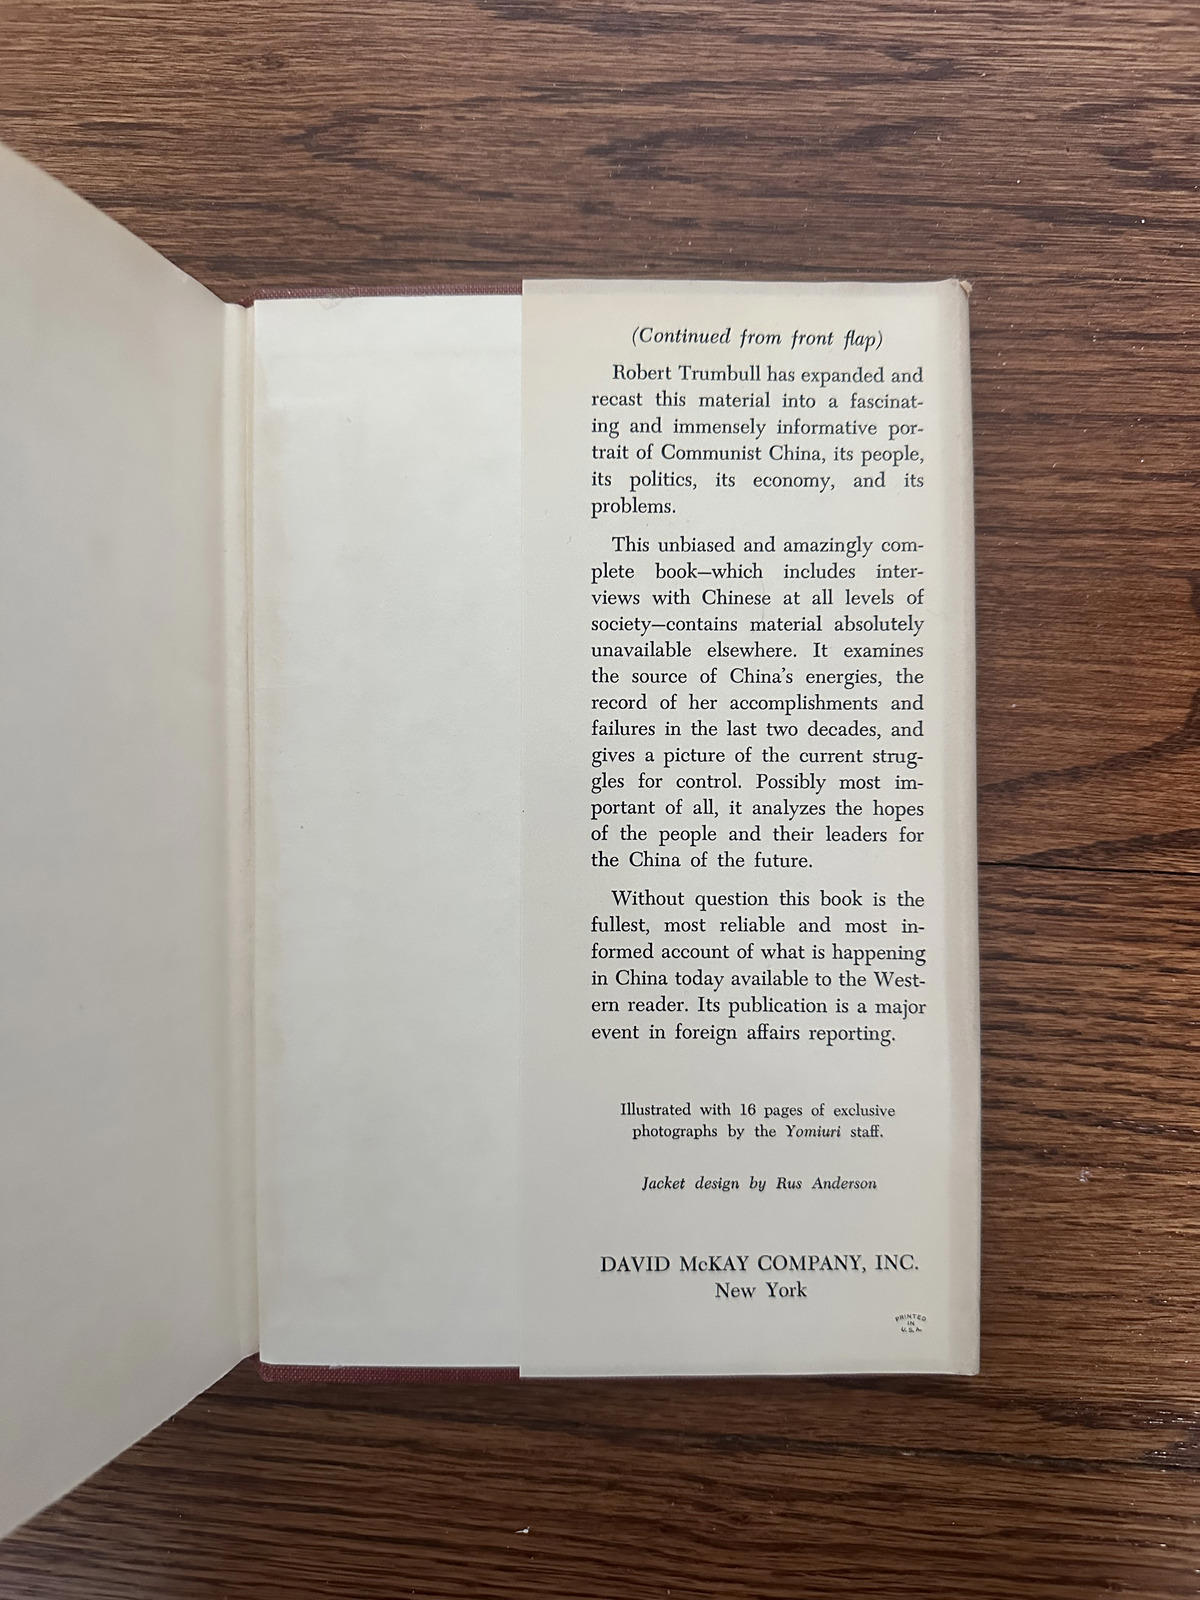 (Continued from front flap)
Robert Trumbull has expanded and
recast this material into a fascinat-
ing and immensely informative por-
trait of Communist China, its people,
its politics, its economy, and its
problems.
This unbiased and amazingly com-
plete book—which includes inter-
views with Chinese at all levels of
society—contains material absolutely
unavailable elsewhere. It examines
the source of China's energies, the
record of her accomplishments and
failures in the last two decades, and
gives a picture of the current strug-
gles for control. Possibly most im-
portant of all, it analyzes the hopes
of the people and their leaders for
the China of the future.
Without question this book is the
fullest, most reliable and most in-
formed account of what is happening
in China today available to the West-
ern reader. Its publication is a major
event in foreign affairs reporting.
Illustrated with 16 pages of exclusive
photographs by the Yomiuri staff.
Jacket design by Rus Anderson
DAVID McKAY COMPANY, INC.
New York
PRINTED
IN
U.S.A.